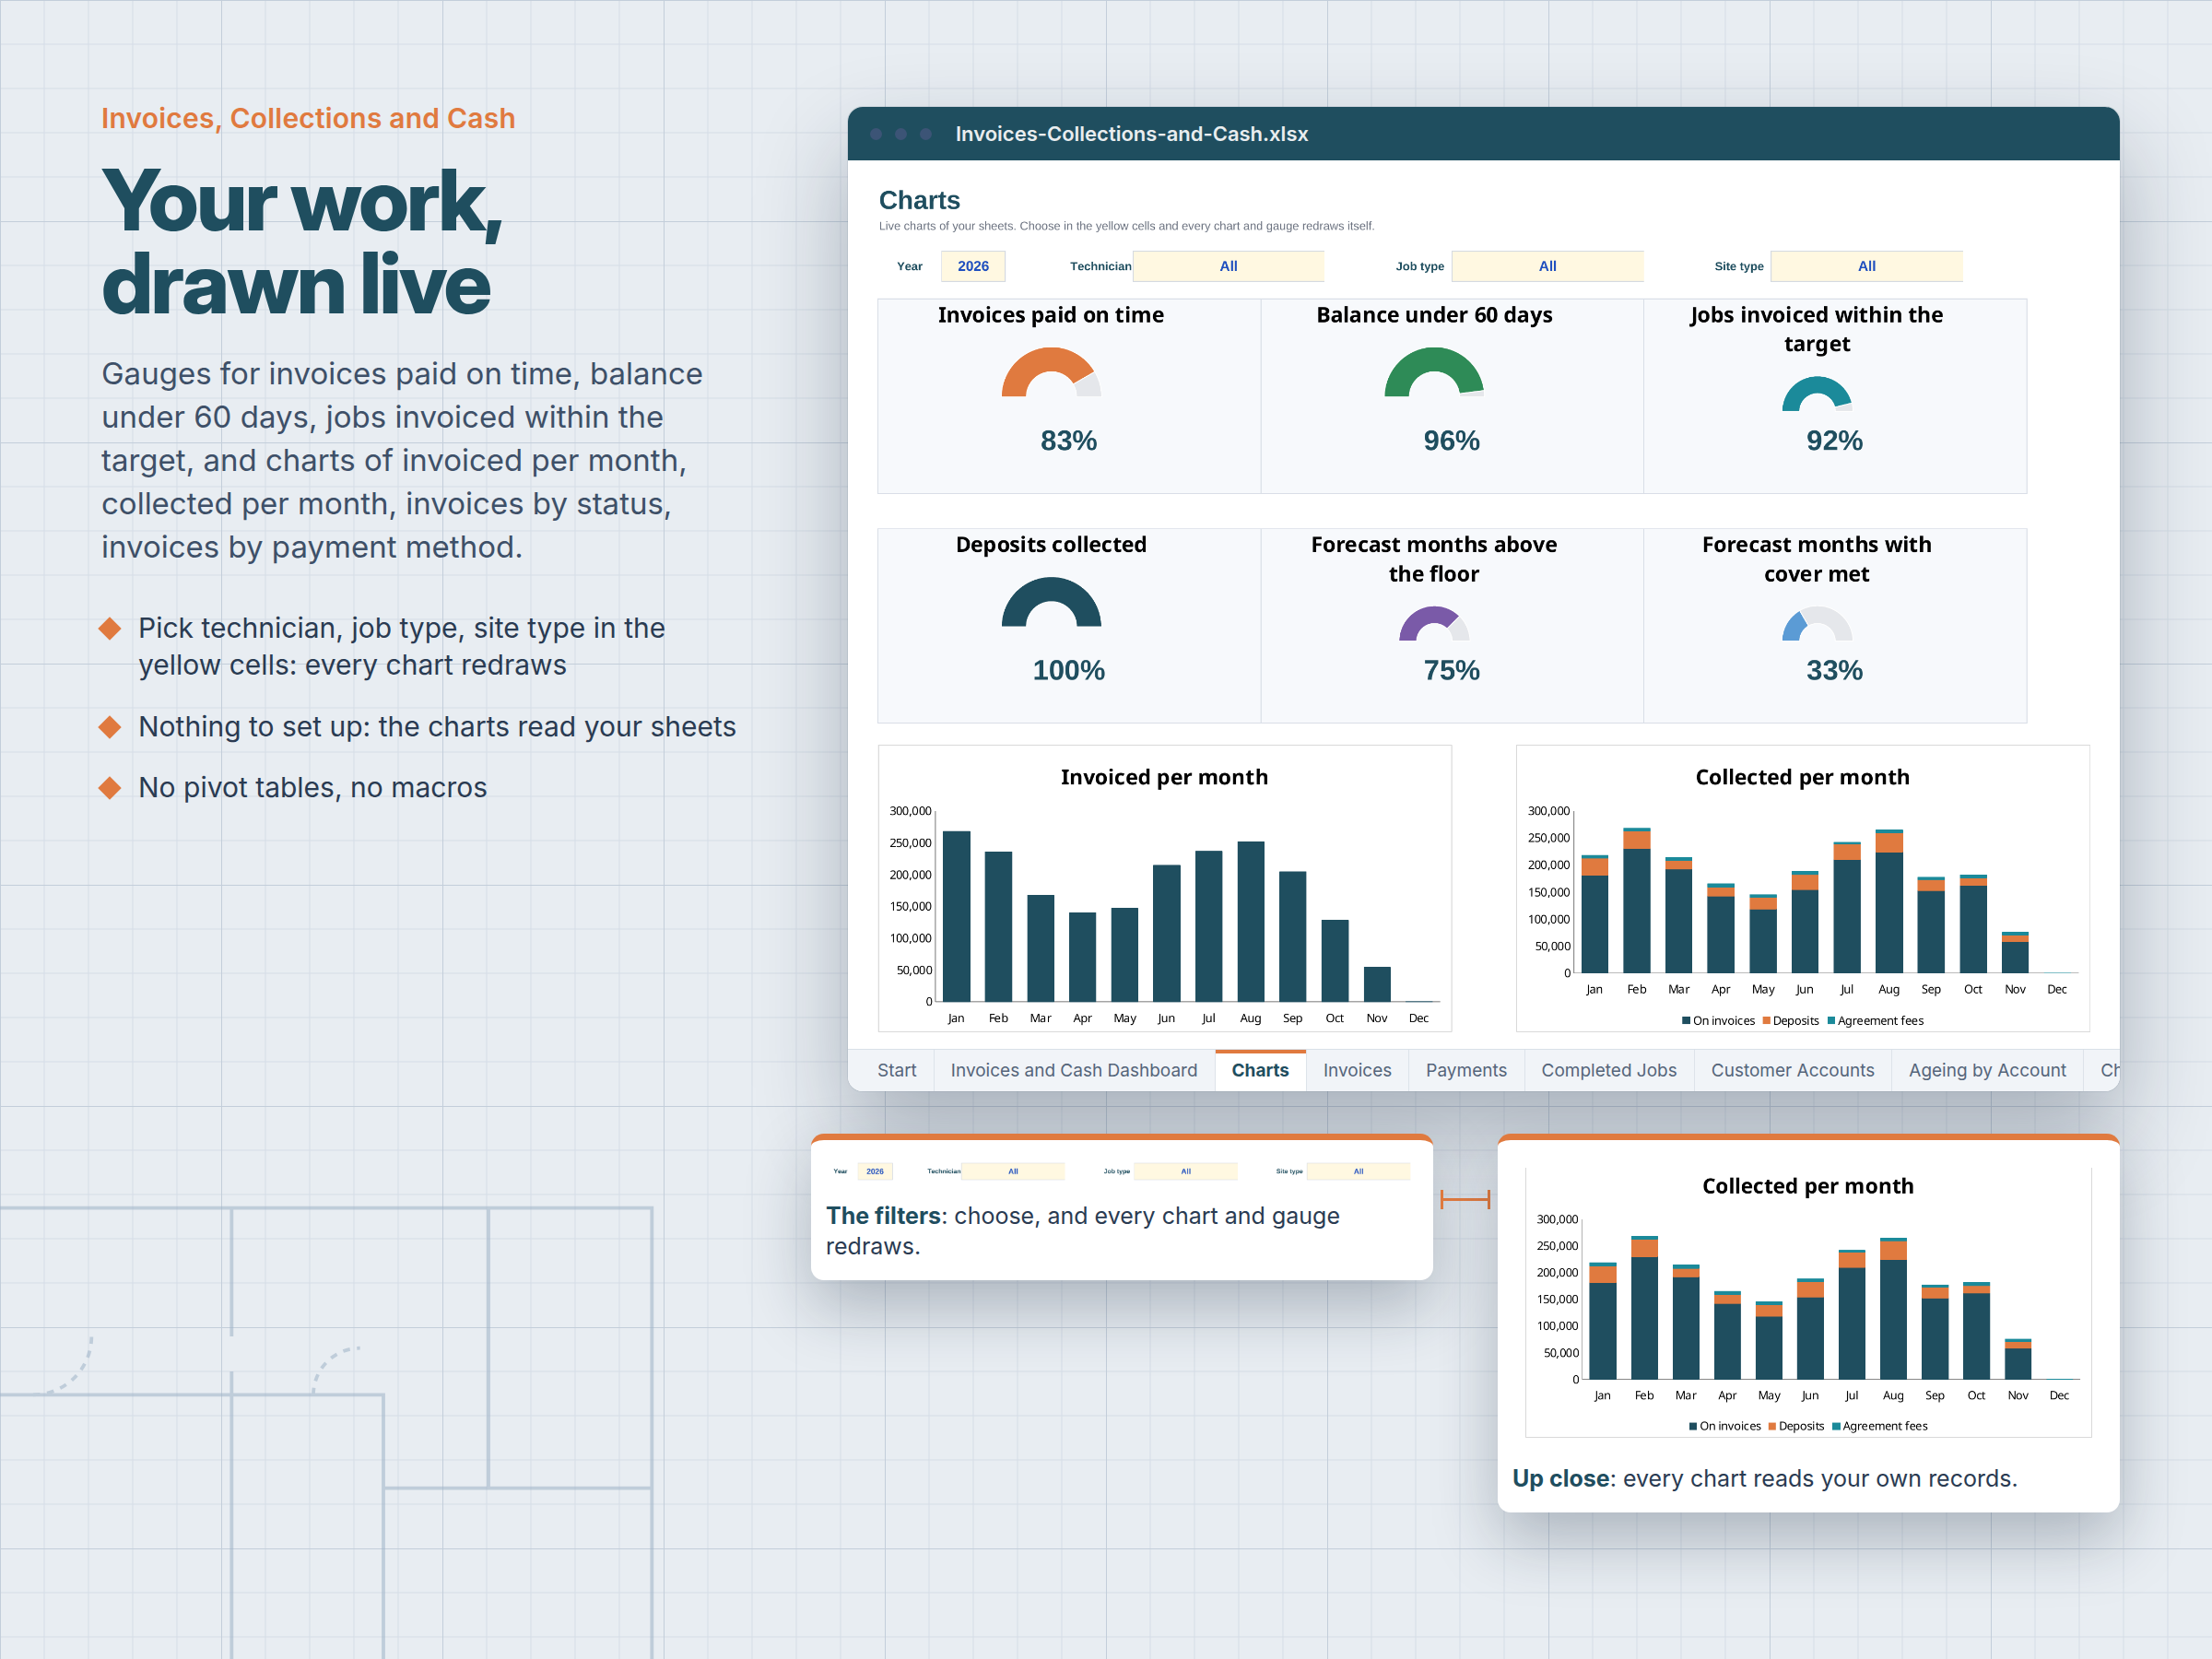 Invoices, Collections and Cash
Your work,
drawn live
Gauges for invoices paid on time, balance
under 60 days, jobs invoiced within the
target, and charts of invoiced per month,
collected per month, invoices by status,
invoices by payment method.
Pick technician, job type, site type in the
yellow cells: every chart redraws
Nothing to set up: the charts read your sheets
No pivot tables, no macros
Invoices-Collections-and-Cash.xlsx
Charts
Live charts of your sheets. Choose in the yellow cells and every chart and gauge redraws itself.
Year 2026 Technician All Job type All Site type All
Invoices paid on time
83%
Balance under 60 days
96%
Jobs invoiced within the
target
92%
Deposits collected
100%
Forecast months above
the floor
75%
Forecast months with
cover met
33%
Invoiced per month
300,000
250,000
200,000
150,000
100,000
50,000
0
Jan Feb Mar Apr May Jun Jul Aug Sep Oct Nov Dec
Collected per month
300,000
250,000
200,000
150,000
100,000
50,000
0
Jan Feb Mar Apr May Jun Jul Aug Sep Oct Nov Dec
On invoices Deposits Agreement fees
Start Invoices and Cash Dashboard Charts Invoices Payments Completed Jobs Customer Accounts Ageing by Account Ch
Year 2026 Technician All Job type All Site type All
The filters: choose, and every chart and gauge
redraws.
Collected per month
300,000
250,000
200,000
150,000
100,000
50,000
0
Jan Feb Mar Apr May Jun Jul Aug Sep Oct Nov Dec
On invoices Deposits Agreement fees
Up close: every chart reads your own records.